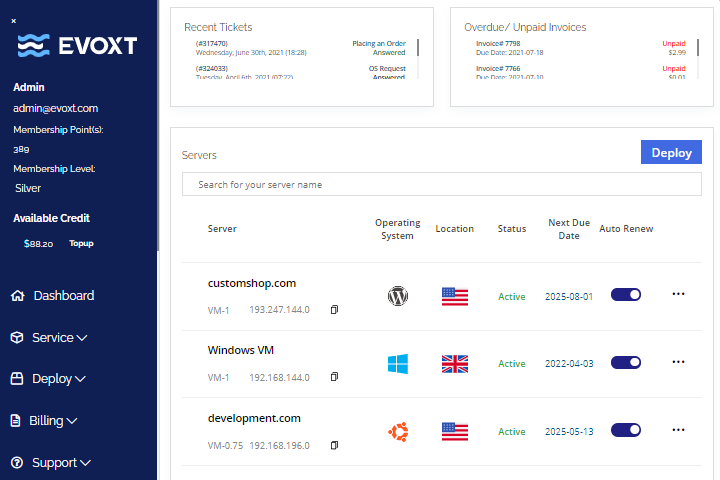 ×
EVOXT
Admin
admin@evoxt.com
Membership Point(s):
389
Membership Level:
Silver
Available Credit
$88.20 Topup
Dashboard
Service
Deploy
Billing
Support
Recent Tickets
(#317470) Placing an Order
Wednesday, June 30th, 2021 (18:28) Answered
(#324033) OS Request
Tuesday, April 6th, 2021 (07:22) Answered
Overdue/ Unpaid Invoices
Invoice# 7798 Unpaid
Due Date: 2021-07-18 $2.99
Invoice# 7766 Unpaid
Due Date: 2021-07-10 $0.01
Servers
Deploy
Search for your server name
Server Operating System Location Status Next Due Date Auto Renew
customshop.com
VM-1 193.247.144.0 Active 2025-08-01 ...
Windows VM
VM-1 192.168.144.0 Active 2022-04-03 ...
development.com
VM-0.75 192.168.196.0 Active 2025-05-13 ...